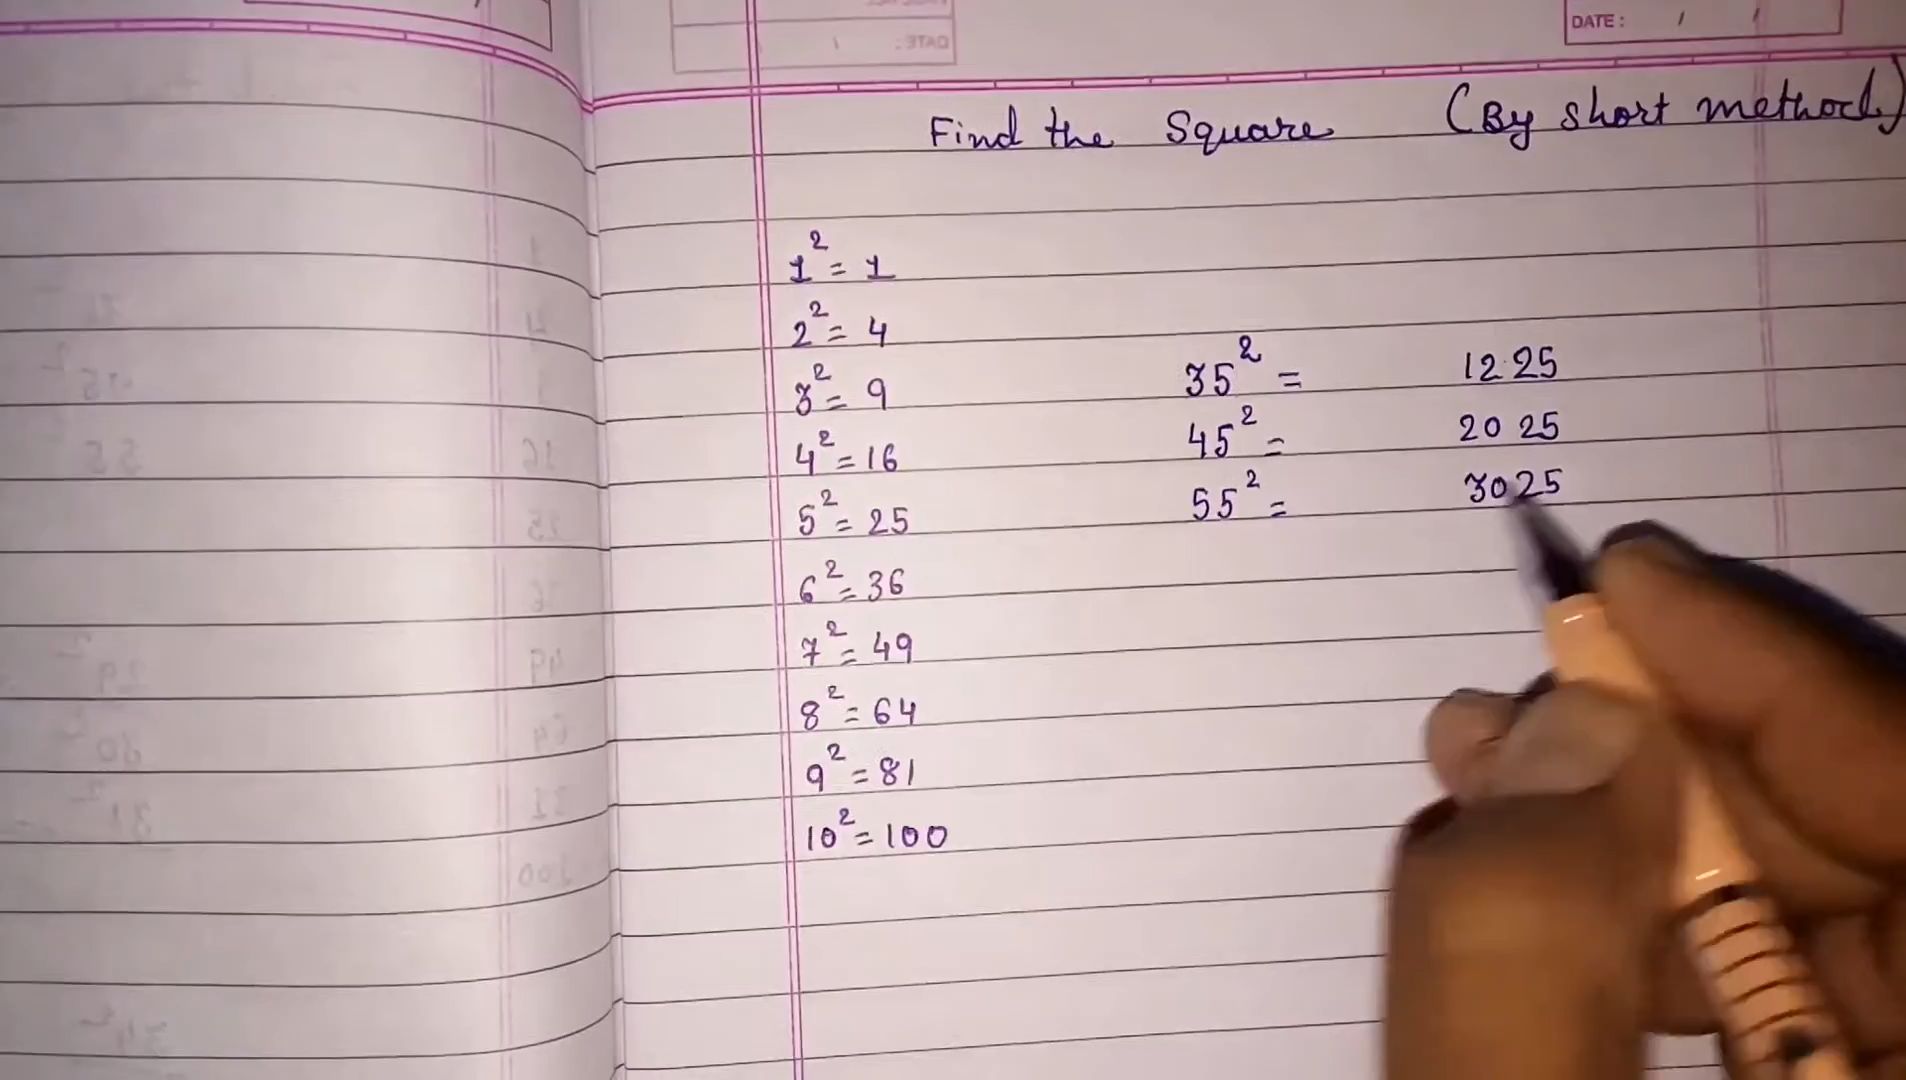 DATE : / /
Find the Square (By short method)
1² = 1
2² = 4
3² = 9
4² = 16
5² = 25
6² = 36
7² = 49
8² = 64
9² = 81
10² = 100
35² = 1225
45² = 2025
55² = 3025